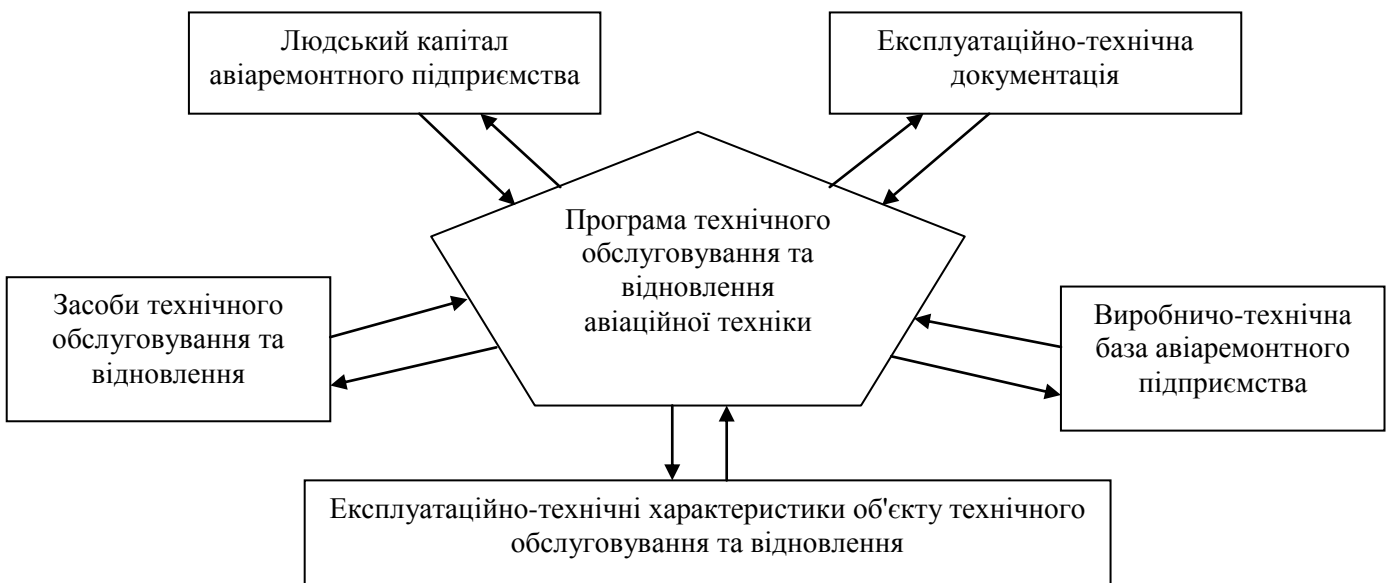 Людський капітал
авіаремонтного підприємства
Експлуатаційно-технічна
документація
Програма технічного
обслуговування та
відновлення
авіаційної техніки
Засоби технічного
обслуговування та
відновлення
Виробничо-технічна
база авіаремонтного
підприємства
Експлуатаційно-технічні характеристики об'єкту технічного
обслуговування та відновлення